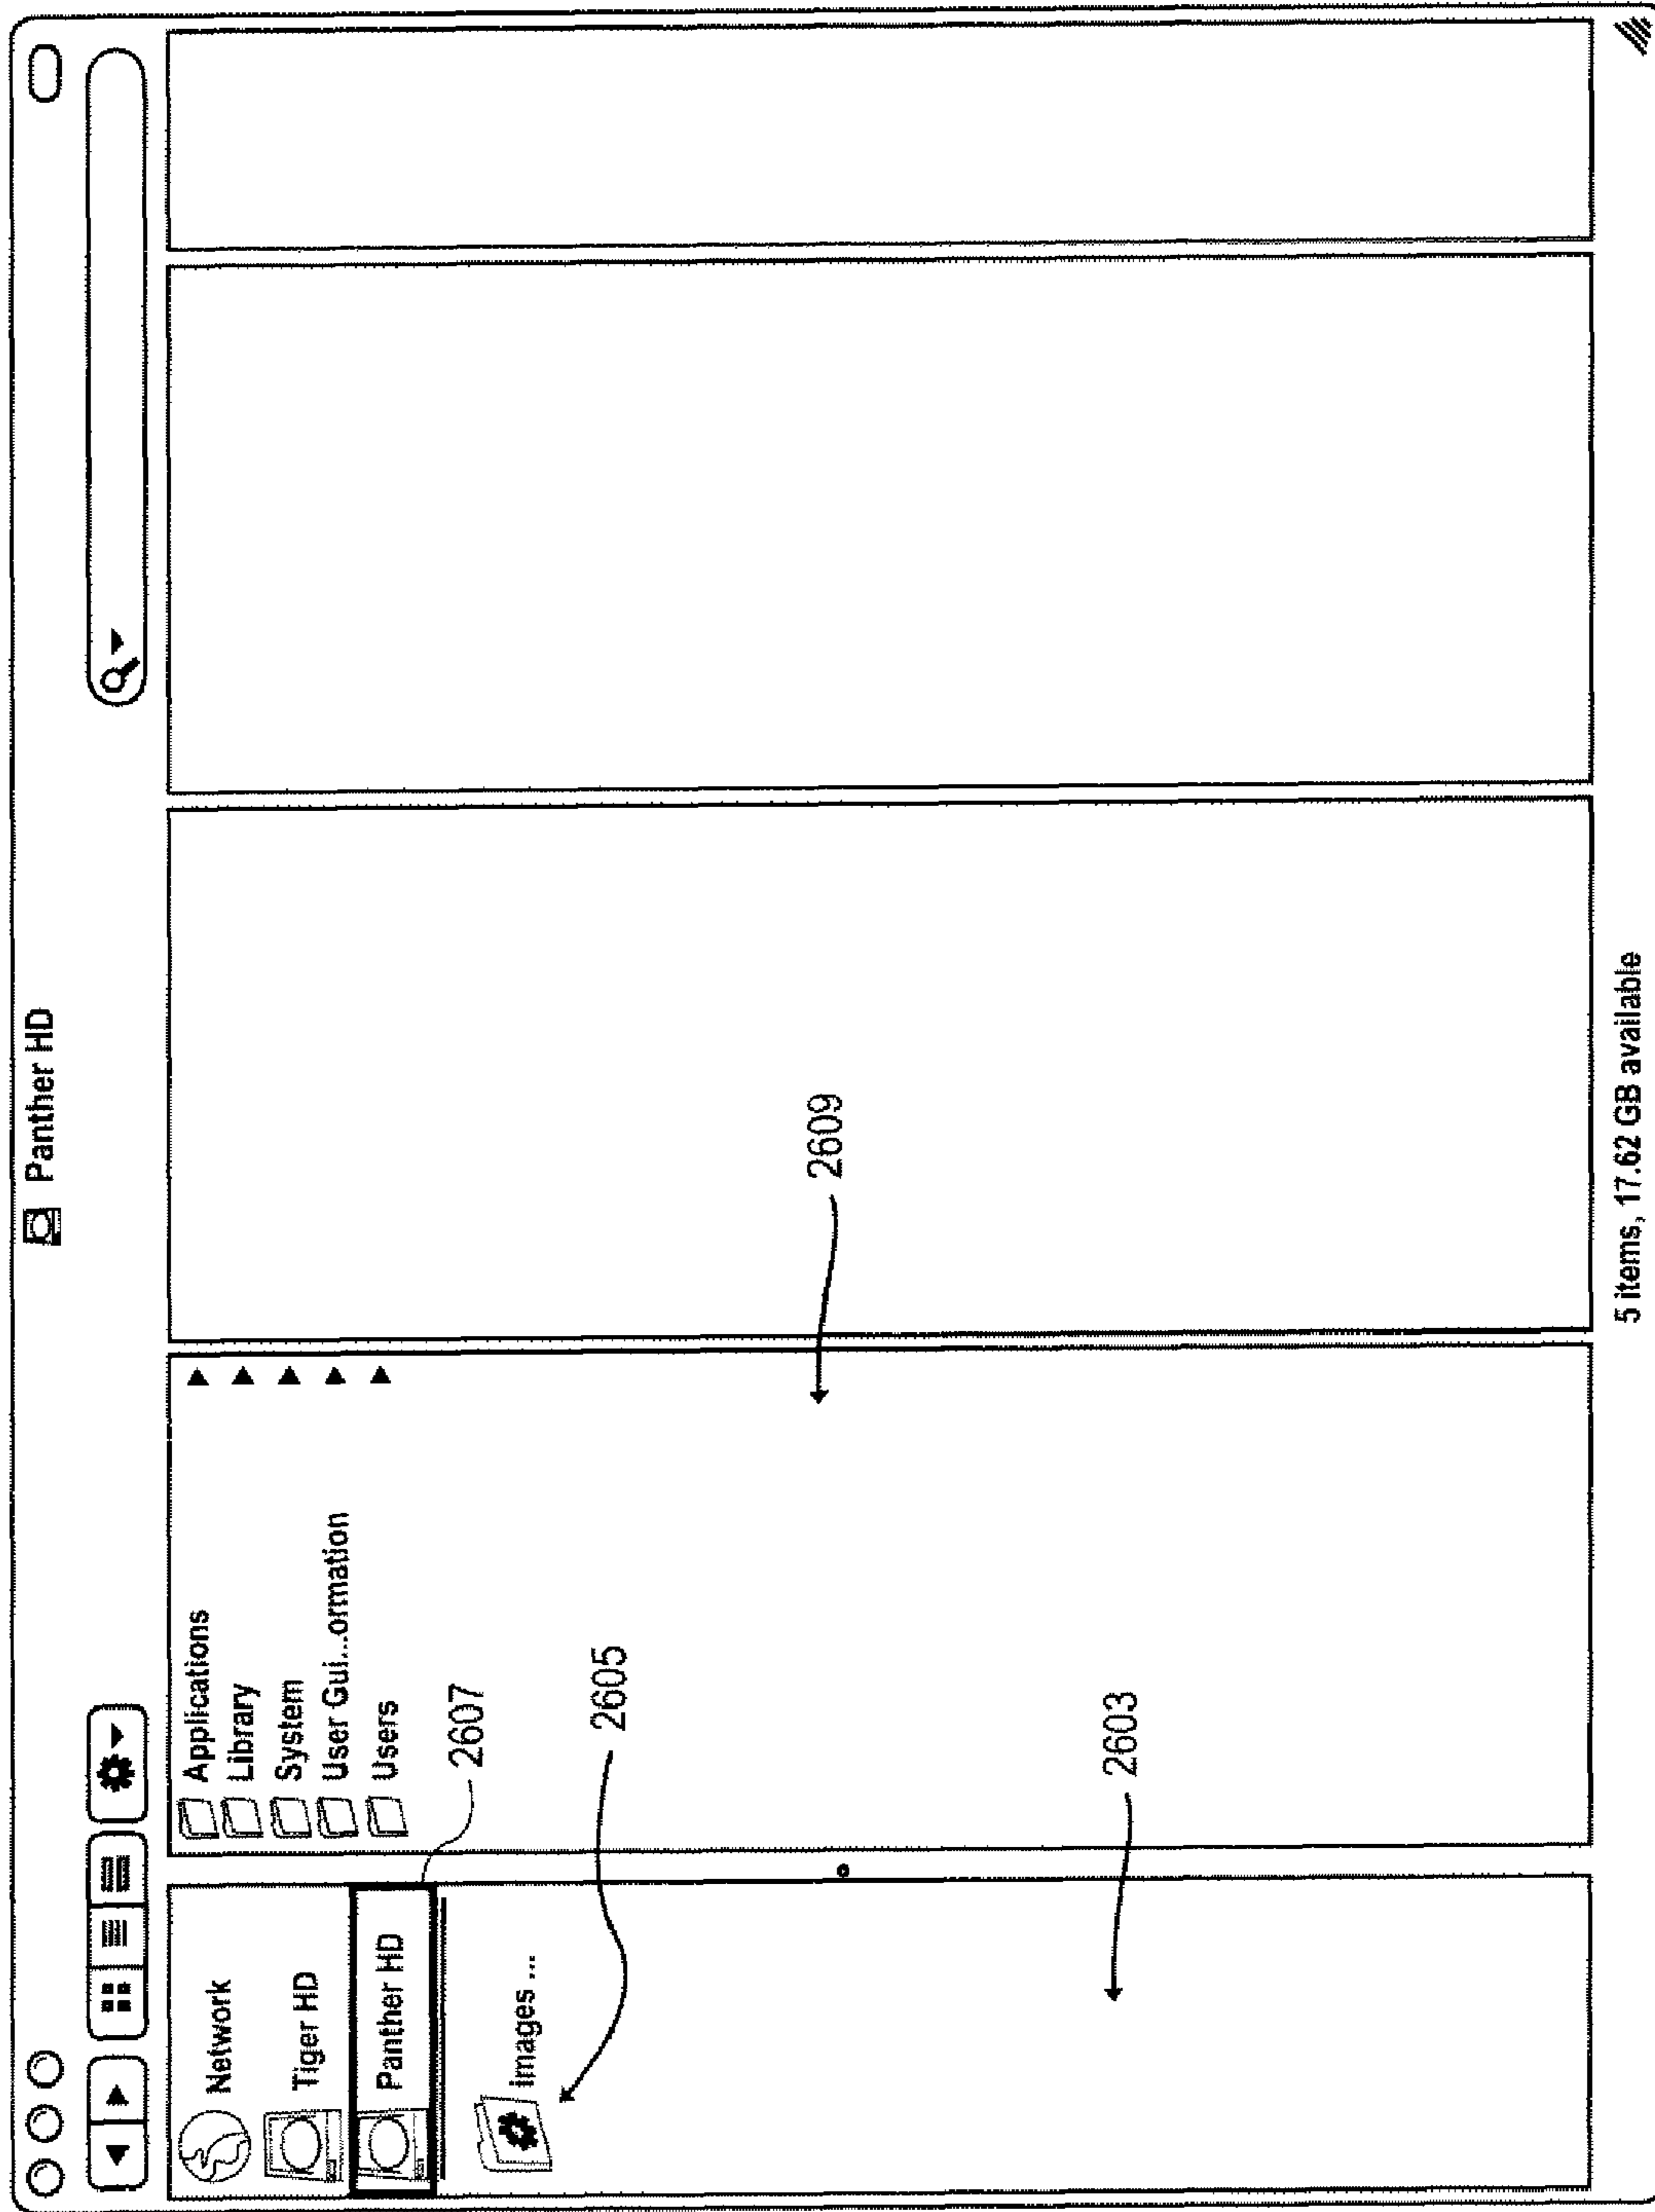 Panther HD
Network
Tiger HD
Panther HD
Images ...
Applications
Library
System
User Gui...ormation
Users
2607
2605
2609
2603
5 items, 17.62 GB available